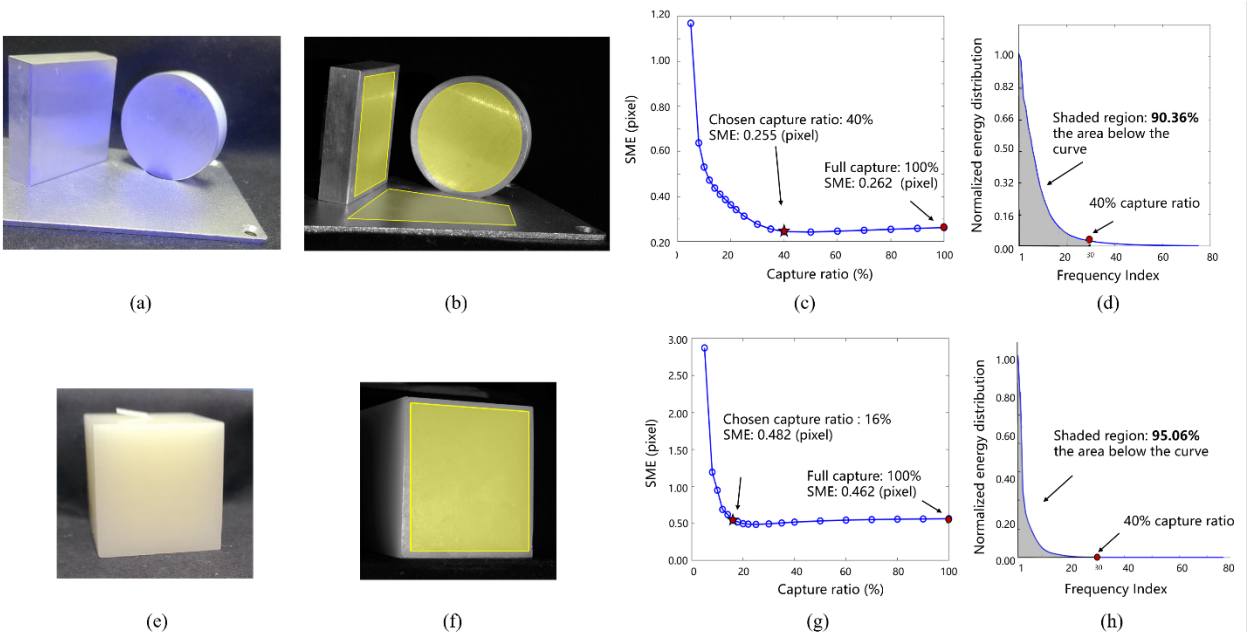 1.20
1.00
0.80
0.60
0.40
0.20
SME (pixel)
Chosen capture ratio: 40%
SME: 0.255 (pixel)
Full capture: 100%
SME: 0.262 (pixel)
20
40
60
80
100
Capture ratio (%)
1.00
0.82
0.66
0.50
0.32
0.16
0.00
Normalized energy distribution
Shaded region: 90.36%
the area below the
curve
40% capture ratio
1
20
30
40
60
80
Frequency Index
(a)
(b)
(c)
(d)
3.00
2.50
2.00
1.50
1.00
0.50
0.00
SME (pixel)
Chosen capture ratio : 16%
SME: 0.482 (pixel)
Full capture: 100%
SME: 0.462 (pixel)
0
20
40
60
80
100
Capture ratio (%)
1.00
0.80
0.60
0.40
0.20
0.00
Normalized energy distribution
Shaded region: 95.06%
the area below the curve
40% capture ratio
1
20
30
40
60
80
Frequency Index
(e)
(f)
(g)
(h)